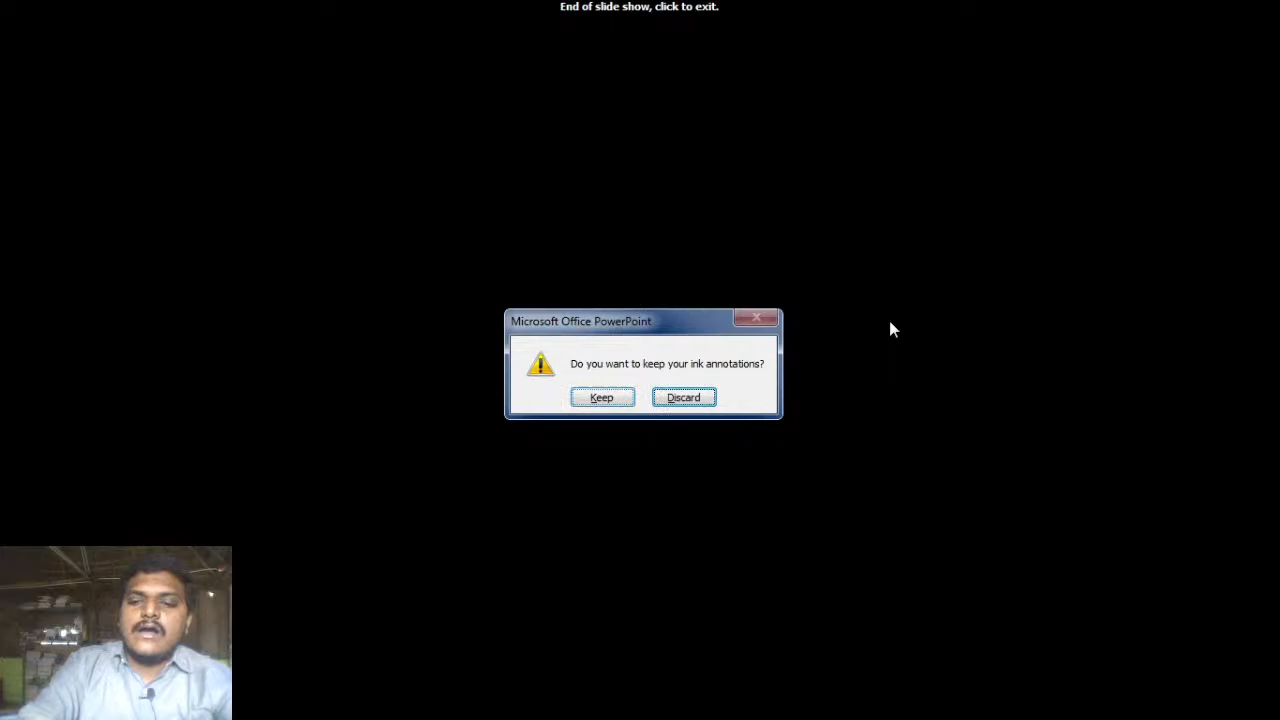 End of slide show, click to exit.
Microsoft Office PowerPoint
Do you want to keep your ink annotations?
Keep
Discard